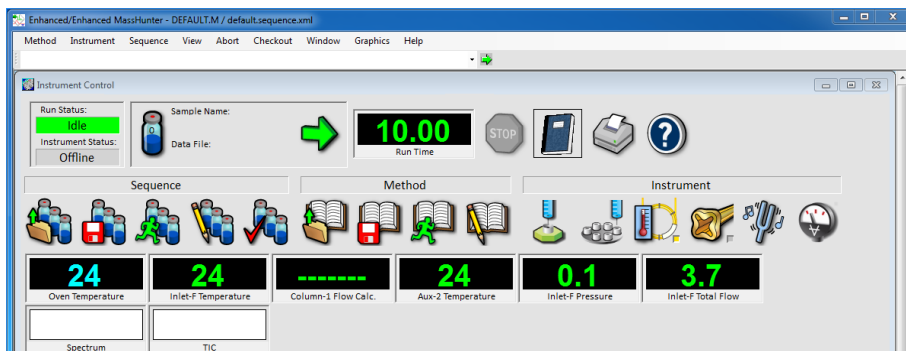 Enhanced/Enhanced MassHunter - DEFAULT.M / default.sequence.xml
Method Instrument Sequence View Abort Checkout Window Graphics Help
Instrument Control
Run Status:
Idle
Instrument Status:
Offline
Sample Name:
Data File:
10.00
Run Time
STOP
?
Sequence
Method
Instrument
24
Oven Temperature
24
Inlet-F Temperature
-------
Column-1 Flow Calc.
24
Aux-2 Temperature
0.1
Inlet-F Pressure
3.7
Inlet-F Total Flow
Spectrum
TIC